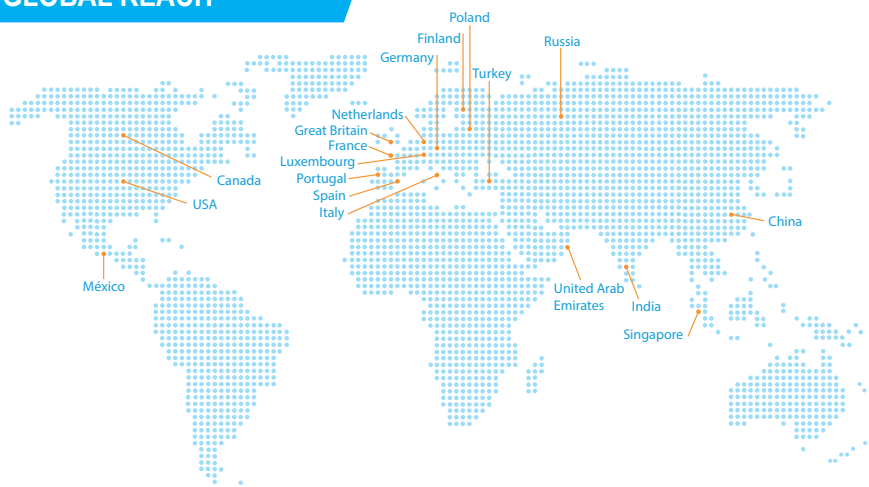 GLOBAL REACH
Poland
Finland
Russia
Germany
Turkey
Netherlands
Great Britain
France
Luxembourg
Canada
Portugal
Spain
USA
Italy
China
México
United Arab
Emirates
India
Singapore